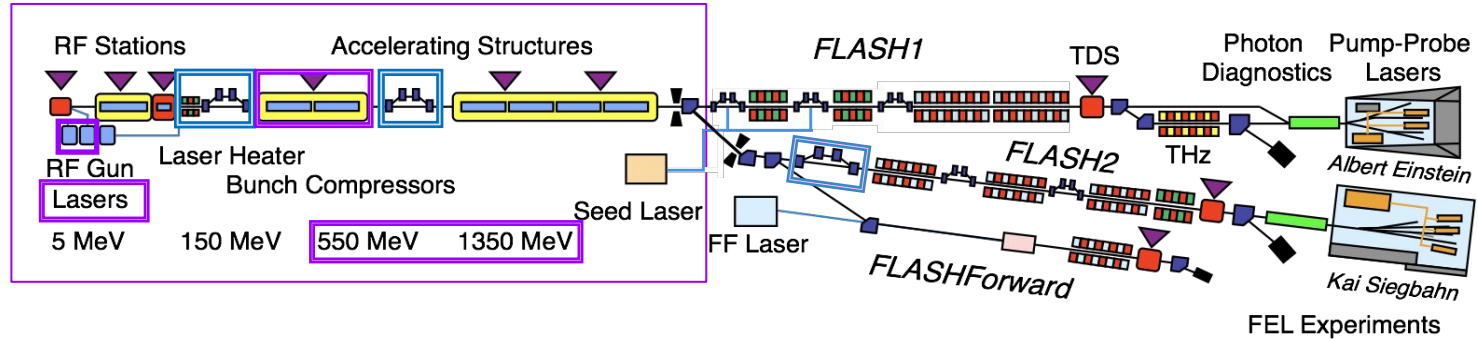 RF Stations
Accelerating Structures
FLASH1
TDS
Photon
Diagnostics
Pump-Probe
Lasers
RF Gun
Lasers
Laser Heater
Bunch Compressors
Seed Laser
5 MeV
150 MeV
550 MeV
1350 MeV
FLASH2
THz
Albert Einstein
FF Laser
FLASHForward
Kai Siegbahn
FEL Experiments